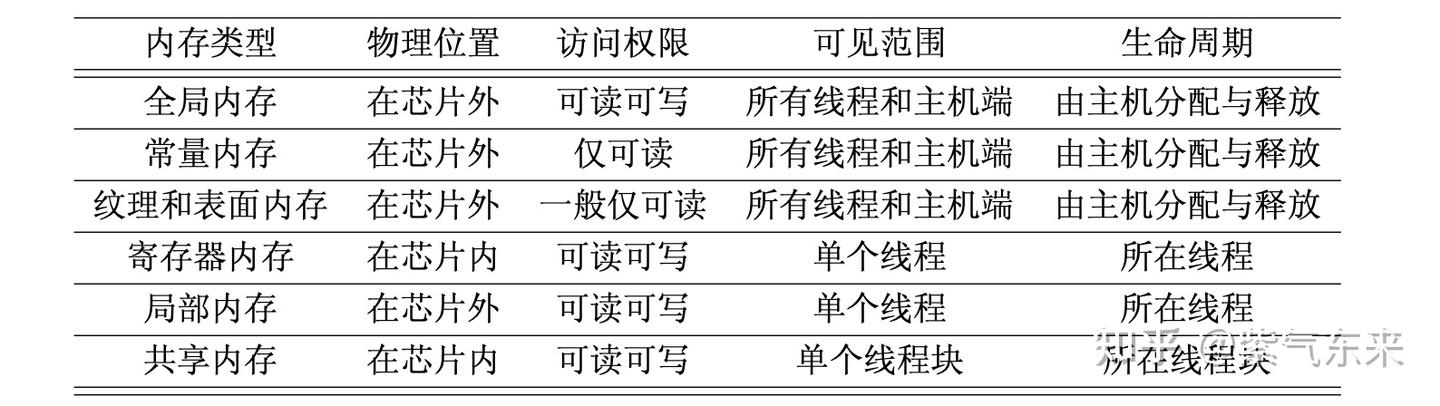 内存类型 物理位置 访问权限 可见范围 生命周期
全局内存 在芯片外 可读可写 所有线程和主机端 由主机分配与释放
常量内存 在芯片外 仅可读 所有线程和主机端 由主机分配与释放
纹理和表面内存 在芯片外 一般仅可读 所有线程和主机端 由主机分配与释放
寄存器内存 在芯片内 可读可写 单个线程 所在线程
局部内存 在芯片外 可读可写 单个线程 所在线程
共享内存 在芯片内 可读可写 单个线程块 所在线程块
知乎 @紫气东来